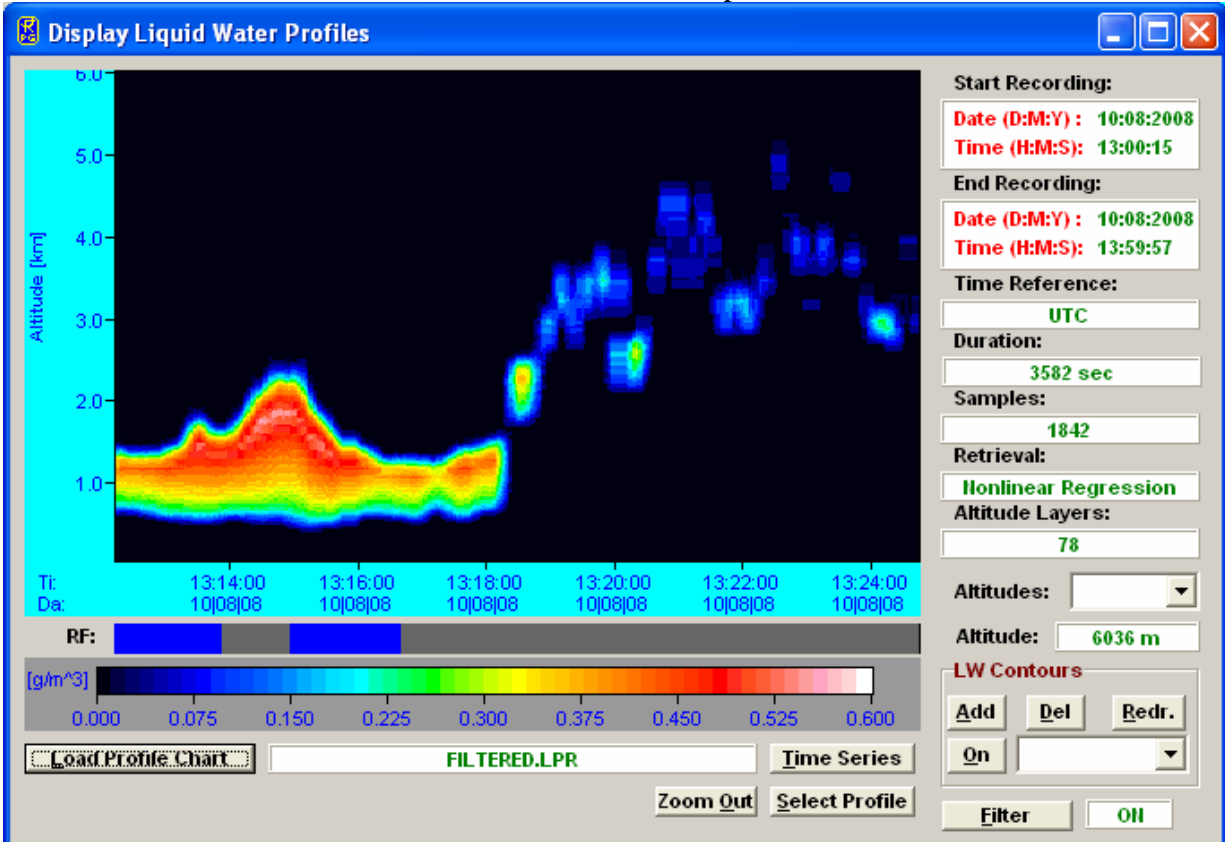 Display Liquid Water Profiles
6.0
5.0
4.0
3.0
2.0
1.0
Altitude [km]
Ti: 13:14:00 13:16:00 13:18:00 13:20:00 13:22:00 13:24:00
Da: 10|08|08 10|08|08 10|08|08 10|08|08 10|08|08 10|08|08
RF:
[g/m^3]
0.000 0.075 0.150 0.225 0.300 0.375 0.450 0.525 0.600
Load Profile Chart FILTERED.LPR Time Series
Zoom Out Select Profile
Start Recording:
Date (D:M:Y) : 10:08:2008
Time (H:M:S): 13:00:15
End Recording:
Date (D:M:Y) : 10:08:2008
Time (H:M:S): 13:59:57
Time Reference:
UTC
Duration:
3582 sec
Samples:
1842
Retrieval:
Nonlinear Regression
Altitude Layers:
78
Altitudes:
Altitude: 6036 m
LW Contours
Add Del Redr.
On
Filter ON